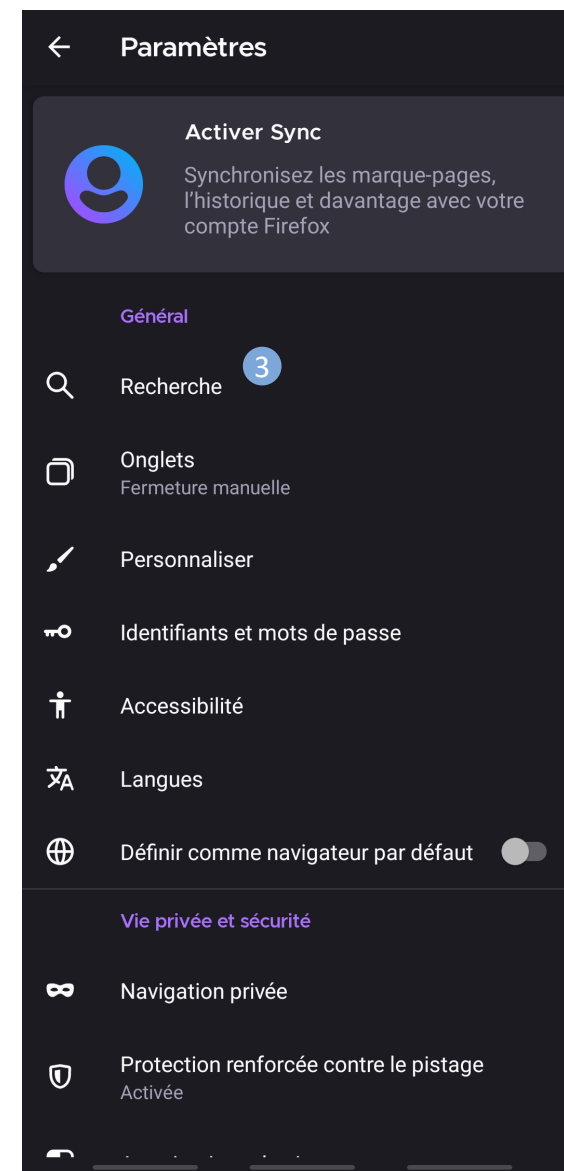 Paramètres
Activer Sync
Synchronisez les marque-pages,
l'historique et davantage avec votre
compte Firefox
Général
3
Recherche
Onglets
Fermeture manuelle
Personnaliser
Identifiants et mots de passe
Accessibilité
Langues
Définir comme navigateur par défaut
Vie privée et sécurité
Navigation privée
Protection renforcée contre le pistage
Activée